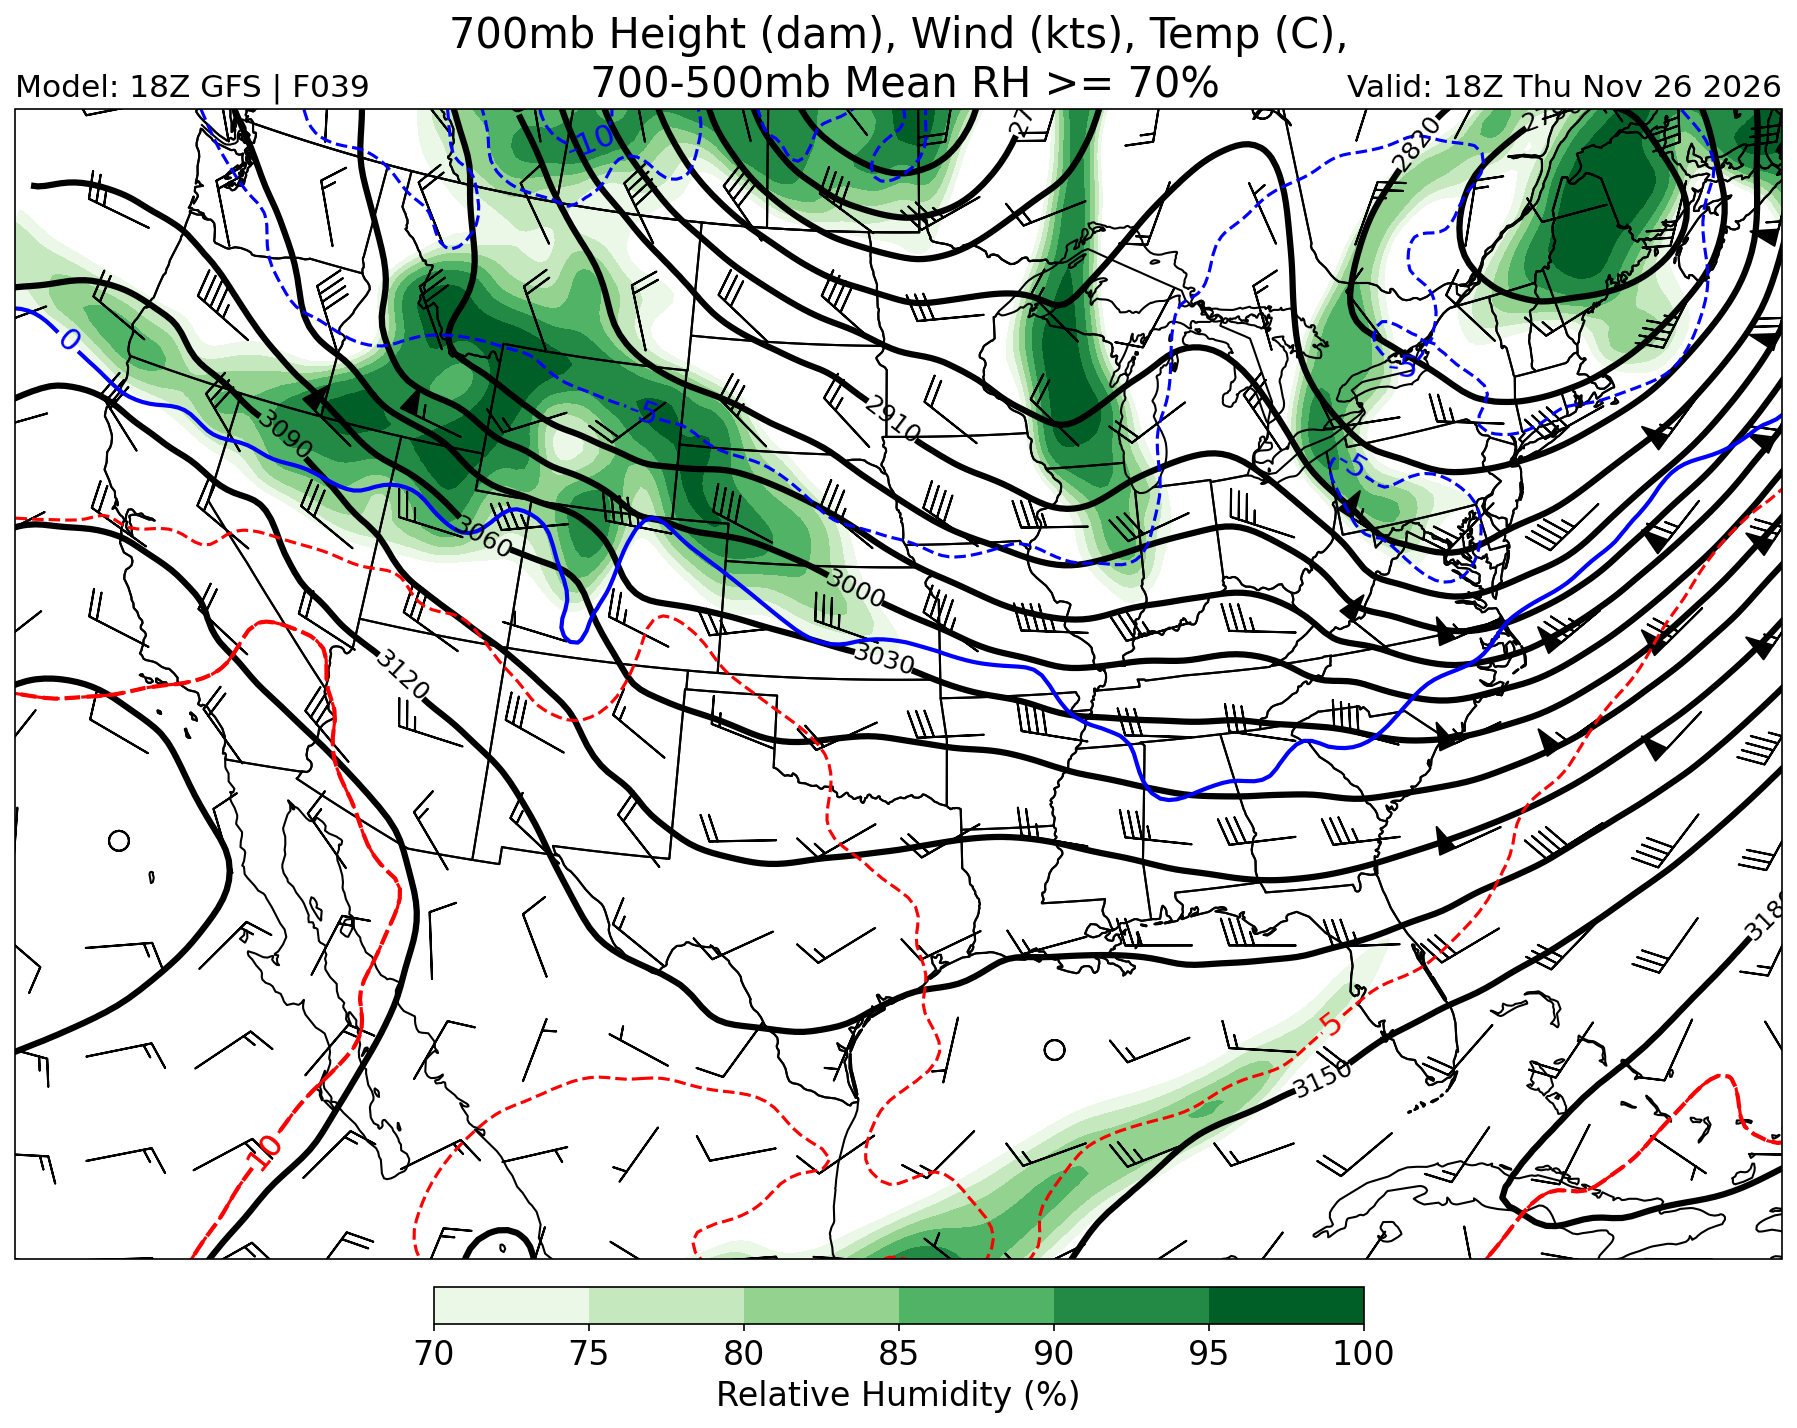 700mb Height (dam), Wind (kts), Temp (C),
700-500mb Mean RH >= 70%
Model: 18Z GFS | F039
Valid: 18Z Thu Nov 26 2026
-10
2820
0
-5
2910
-5
3090
-5
3060
3000
3030
3120
3180
5
3150
10
70 75 80 85 90 95 100
Relative Humidity (%)